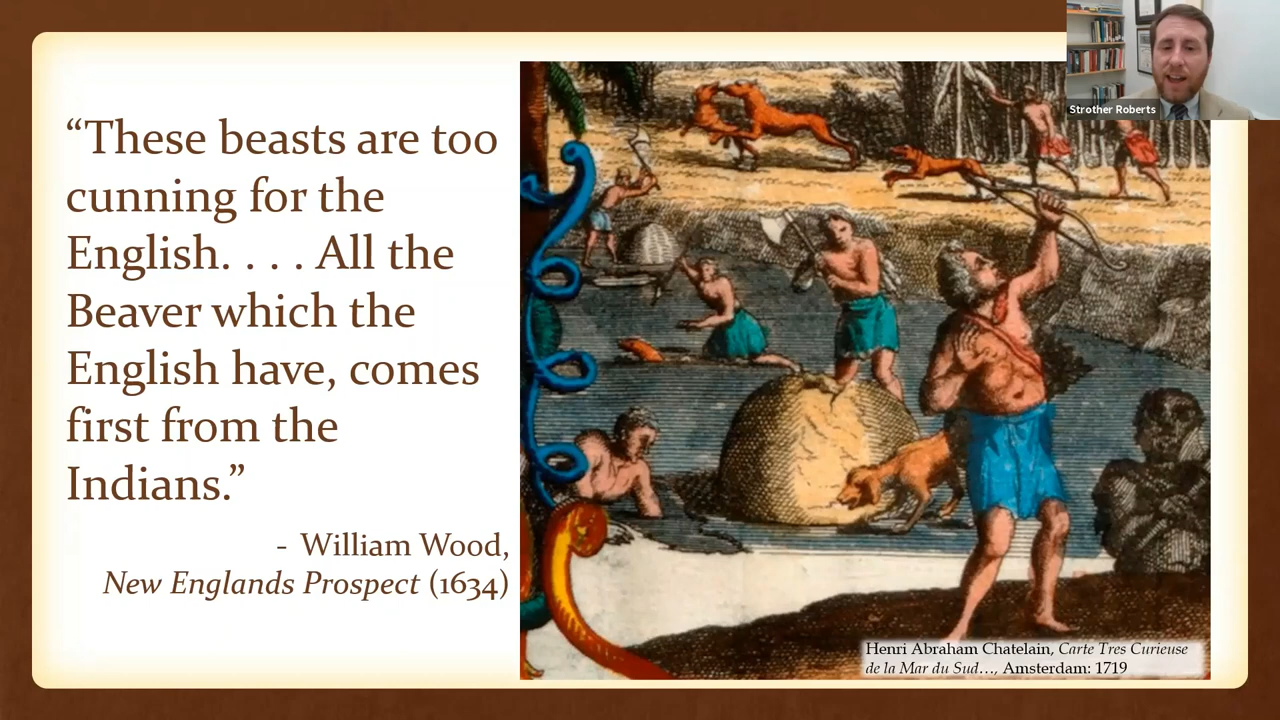 “These beasts are too
cunning for the
English. . . . All the
Beaver which the
English have, comes
first from the
Indians.”
- William Wood,
New Englands Prospect (1634)
Strother Roberts
Henri Abraham Chatelain, Carte Tres Curieuse
de la Mar du Sud…, Amsterdam: 1719